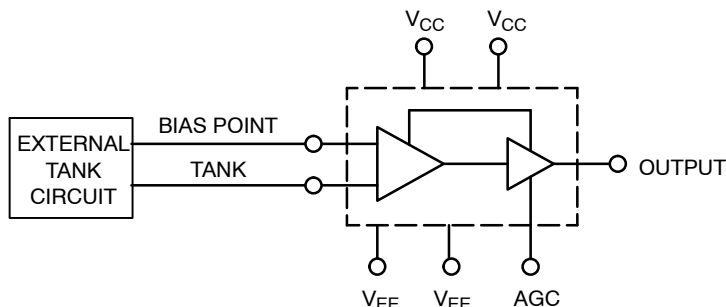 VCC VCC
BIAS POINT
EXTERNAL
TANK
CIRCUIT
TANK
OUTPUT
VEE VEE AGC